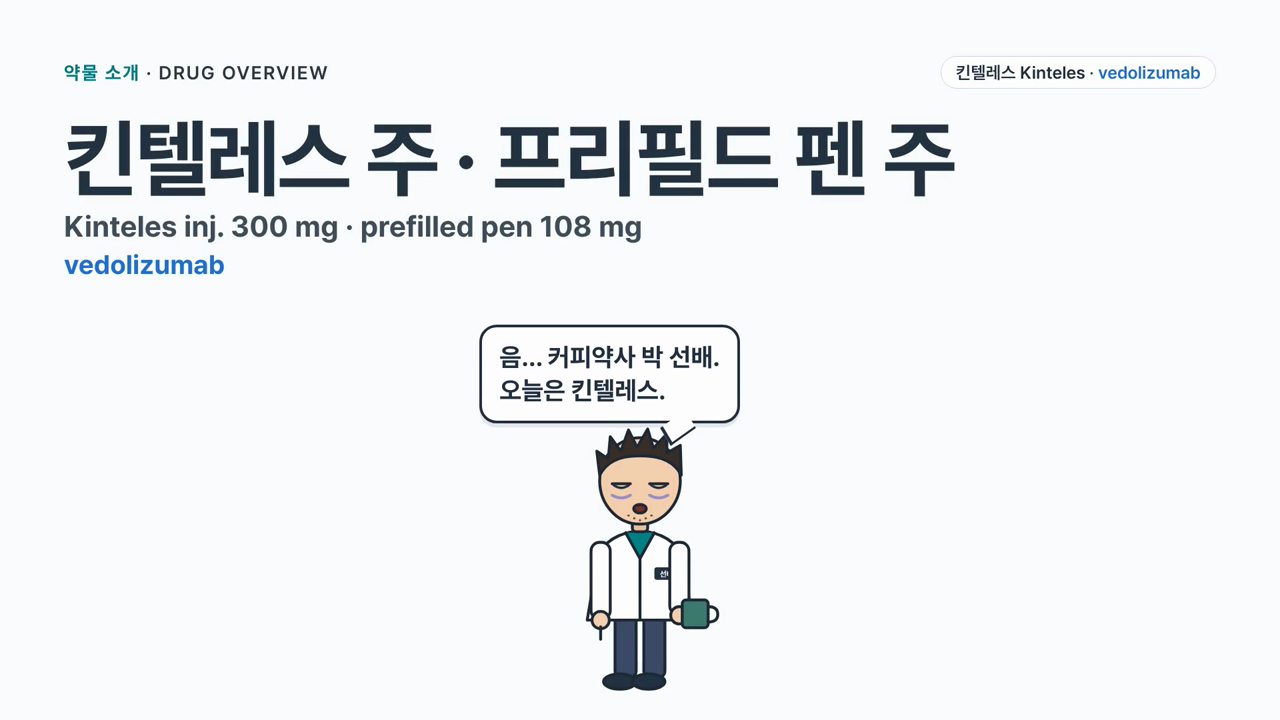 약물 소개 · DRUG OVERVIEW
킨텔레스 Kinteles · vedolizumab
킨텔레스 주 · 프리필드 펜 주
Kinteles inj. 300 mg · prefilled pen 108 mg
vedolizumab
음... 커피약사 박 선배.
오늘은 킨텔레스.